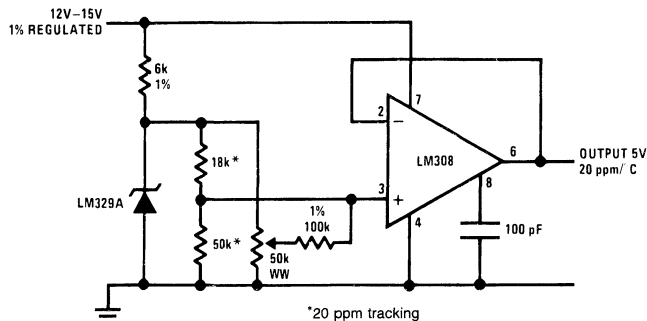 12V–15V
1% REGULATED
6k
1%
18k*
LM329A
50k*
50k
WW
1%
100k
2
−
7
LM308
3
+
4
6
8
100 pF
OUTPUT 5V
20 ppm/ C
*20 ppm tracking